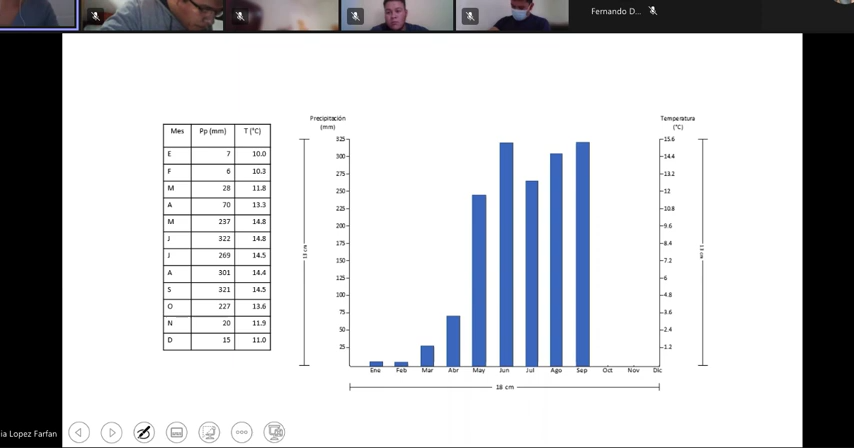 Fernando D...
Mes Pp (mm) T (°C)
E 7 10.0
F 6 10.3
M 28 11.8
A 70 13.3
M 237 14.8
J 322 14.8
J 269 14.5
A 301 14.4
S 321 14.5
O 227 13.6
N 20 11.9
D 15 11.0
Precipitación
(mm)
325
300
275
250
225
200
175
150
125
100
75
50
25
13 cm
Temperatura
(°C)
15.6
14.4
13.2
12
10.8
9.6
8.4
7.2
6
4.8
3.6
2.4
1.2
13 cm
Ene Feb Mar Abr May Jun Jul Ago Sep Oct Nov Dic
18 cm
ia Lopez Farfan